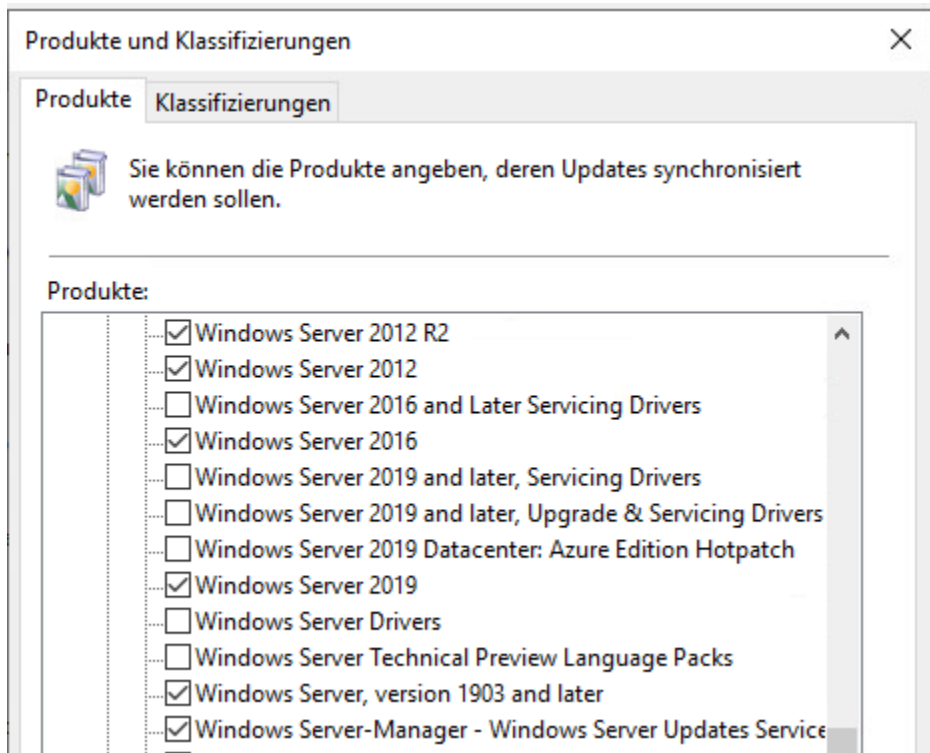 Produkte und Klassifizierungen
Produkte
Klassifizierungen
Sie können die Produkte angeben, deren Updates synchronisiert
werden sollen.
Produkte:
Windows Server 2012 R2
Windows Server 2012
Windows Server 2016 and Later Servicing Drivers
Windows Server 2016
Windows Server 2019 and later, Servicing Drivers
Windows Server 2019 and later, Upgrade & Servicing Drivers
Windows Server 2019 Datacenter: Azure Edition Hotpatch
Windows Server 2019
Windows Server Drivers
Windows Server Technical Preview Language Packs
Windows Server, version 1903 and later
Windows Server-Manager - Windows Server Updates Service